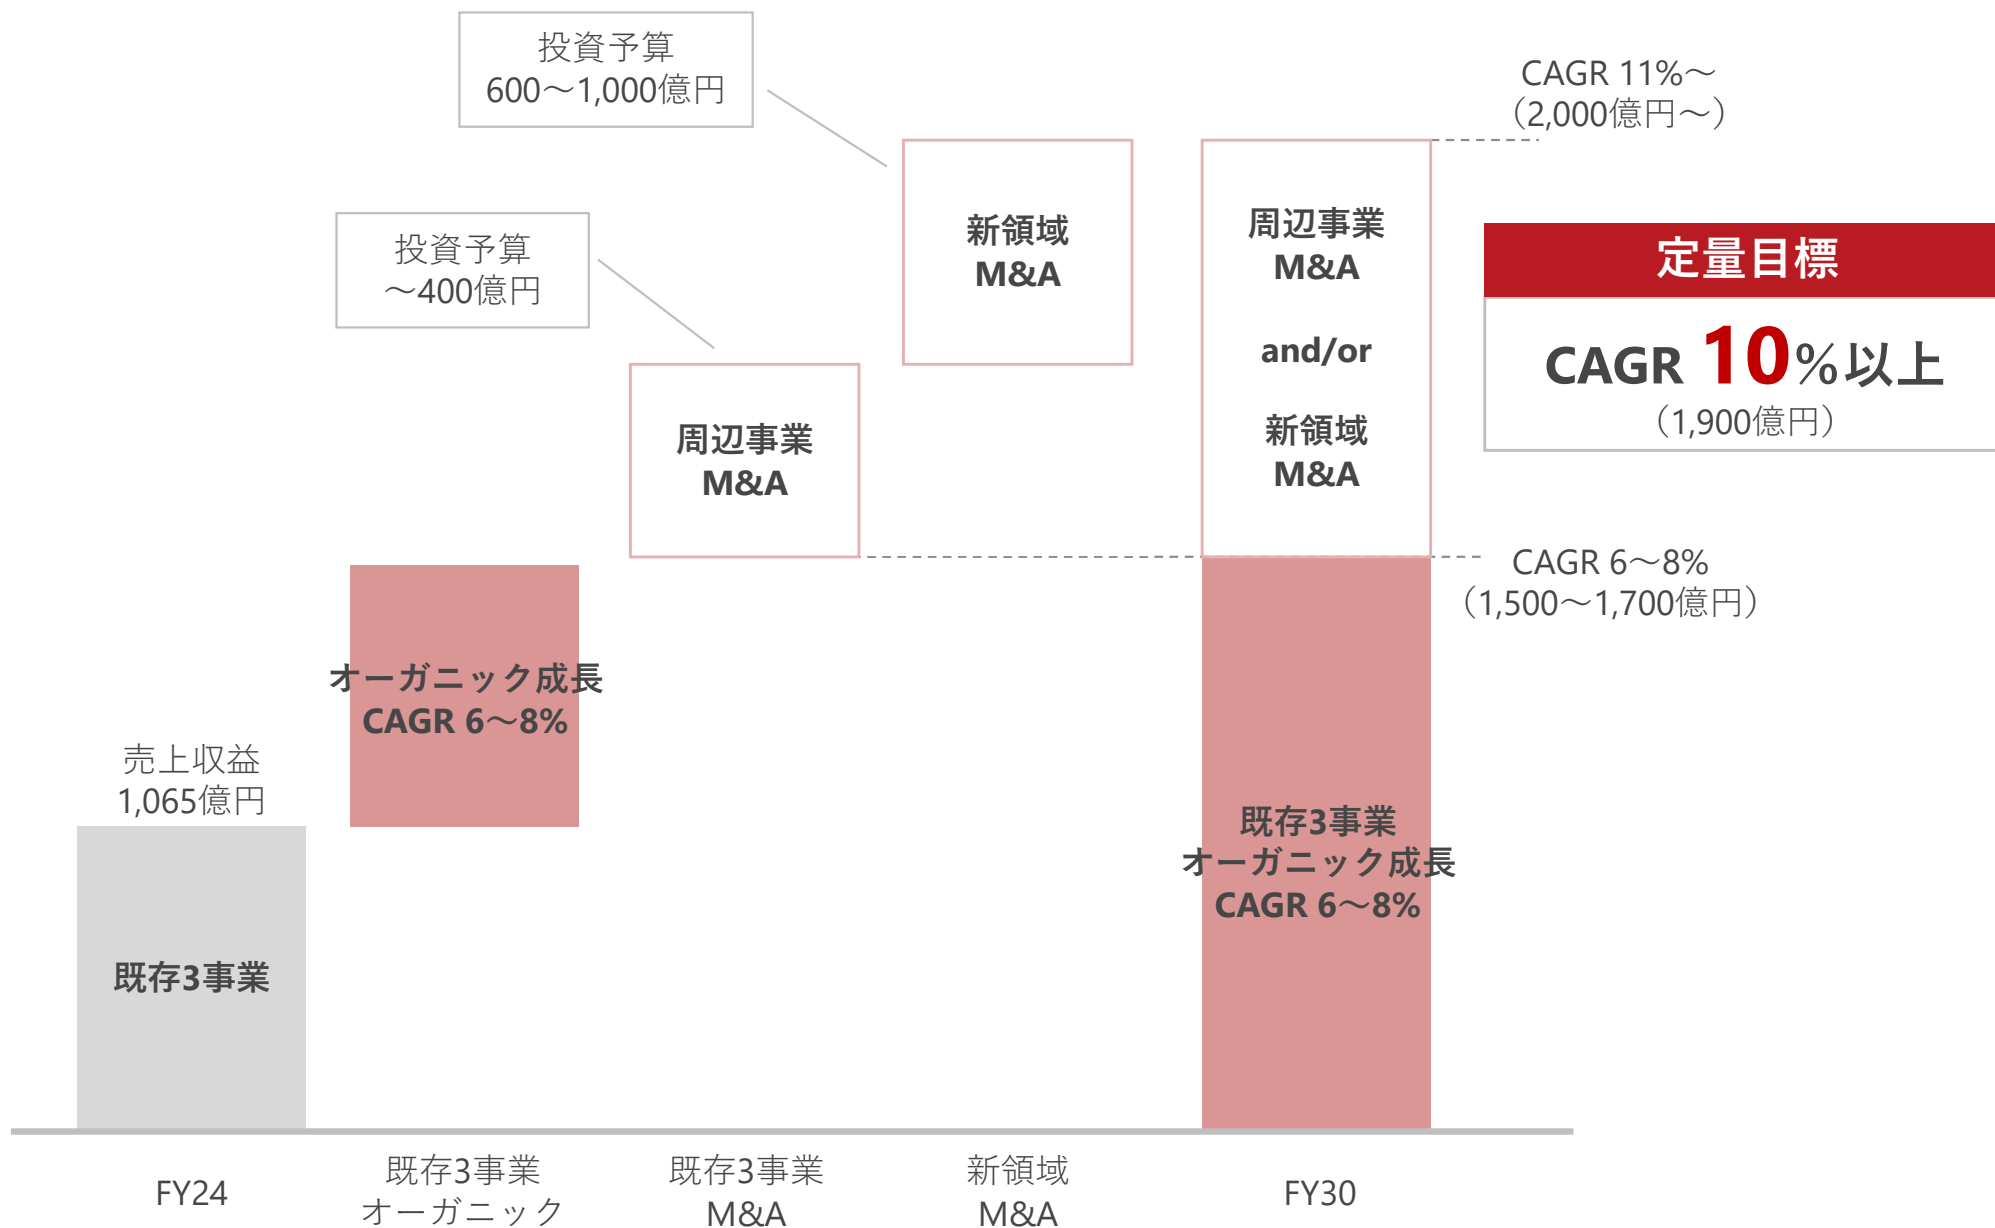 投資予算
600～1,000億円
CAGR 11%～
（2,000億円～）
投資予算
～400億円
新領域
M&A
周辺事業
M&A
and/or
新領域
M&A
定量目標
CAGR 10%以上
（1,900億円）
周辺事業
M&A
CAGR 6～8%
（1,500～1,700億円）
オーガニック成長
CAGR 6～8%
売上収益
1,065億円
既存3事業
オーガニック成長
CAGR 6～8%
既存3事業
FY24
既存3事業
オーガニック
既存3事業
M&A
新領域
M&A
FY30